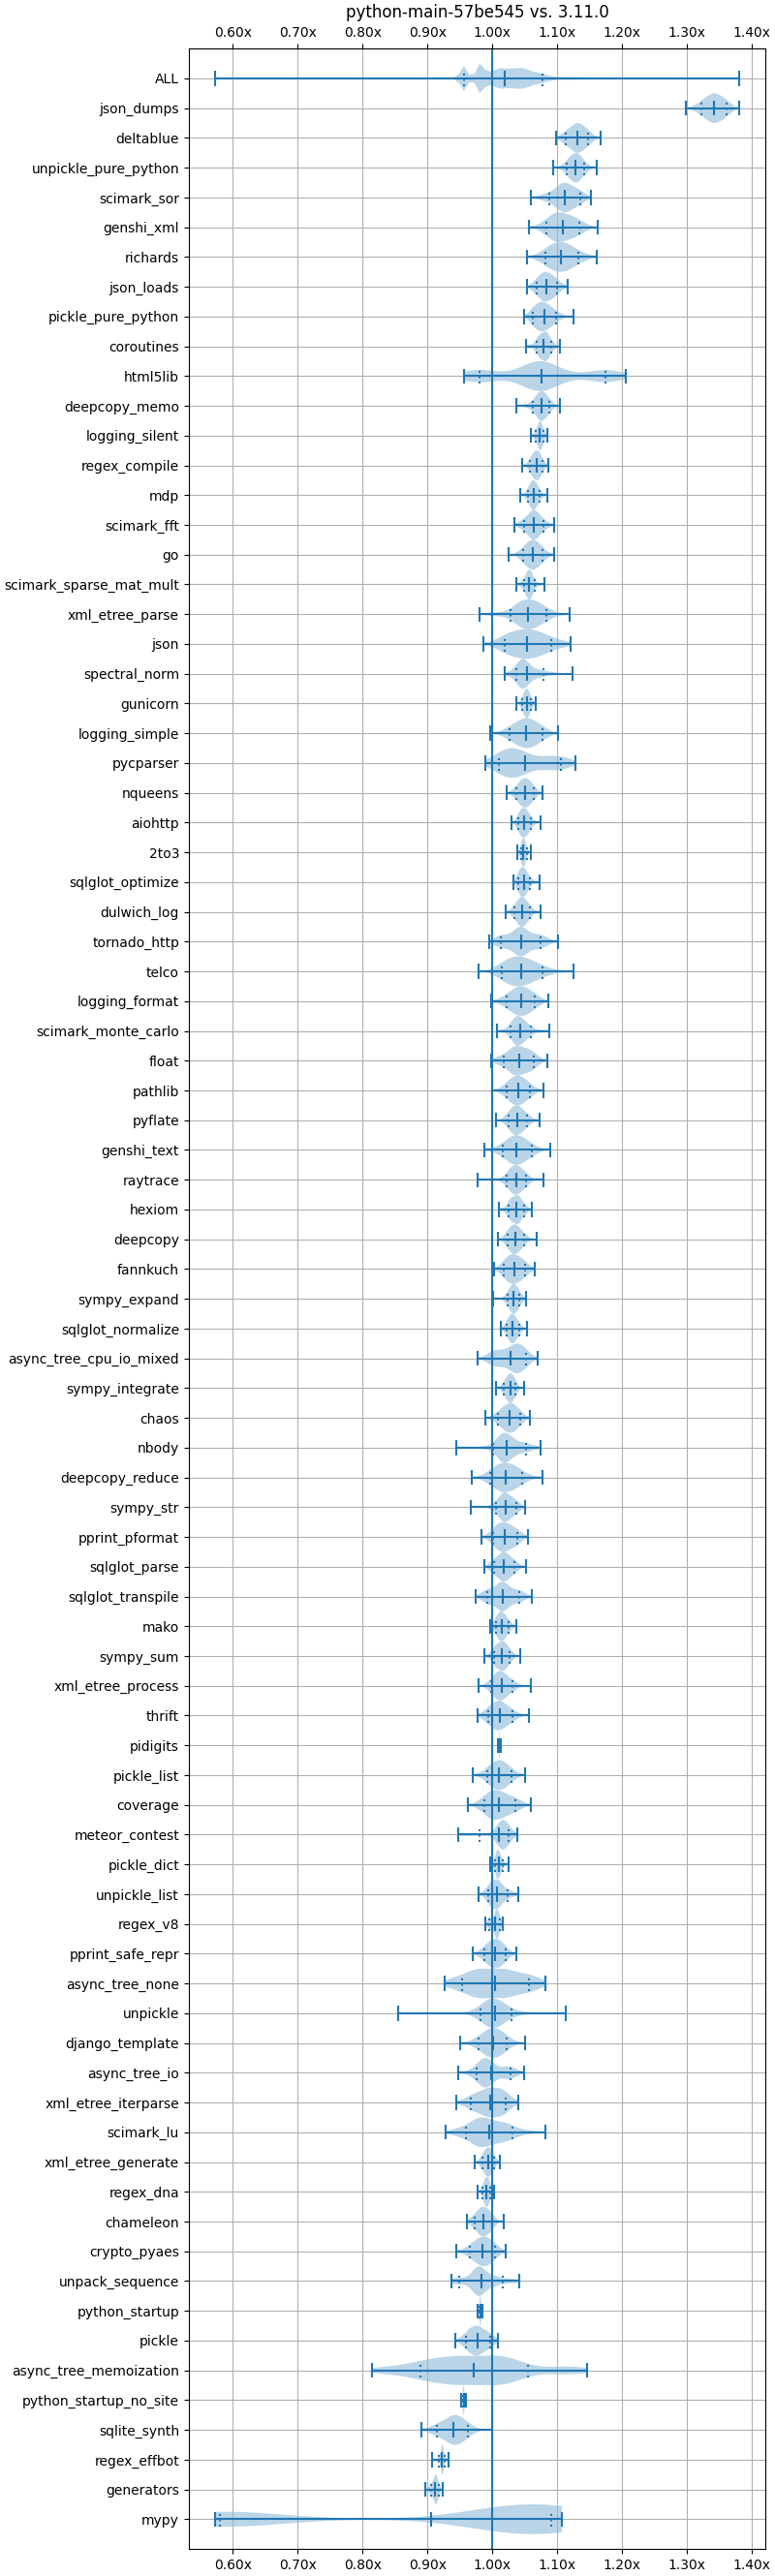 python-main-57be545 vs. 3.11.0
0.60x 0.70x 0.80x 0.90x 1.00x 1.10x 1.20x 1.30x 1.40x
ALL
json_dumps
deltablue
unpickle_pure_python
scimark_sor
genshi_xml
richards
json_loads
pickle_pure_python
coroutines
html5lib
deepcopy_memo
logging_silent
regex_compile
mdp
scimark_fft
go
scimark_sparse_mat_mult
xml_etree_parse
json
spectral_norm
gunicorn
logging_simple
pycparser
nqueens
aiohttp
2to3
sqlglot_optimize
dulwich_log
tornado_http
telco
logging_format
scimark_monte_carlo
float
pathlib
pyflate
genshi_text
raytrace
hexiom
deepcopy
fannkuch
sympy_expand
sqlglot_normalize
async_tree_cpu_io_mixed
sympy_integrate
chaos
nbody
deepcopy_reduce
sympy_str
pprint_pformat
sqlglot_parse
sqlglot_transpile
mako
sympy_sum
xml_etree_process
thrift
pidigits
pickle_list
coverage
meteor_contest
pickle_dict
unpickle_list
regex_v8
pprint_safe_repr
async_tree_none
unpickle
django_template
async_tree_io
xml_etree_iterparse
scimark_lu
xml_etree_generate
regex_dna
chameleon
crypto_pyaes
unpack_sequence
python_startup
pickle
async_tree_memoization
python_startup_no_site
sqlite_synth
regex_effbot
generators
mypy
0.60x 0.70x 0.80x 0.90x 1.00x 1.10x 1.20x 1.30x 1.40x